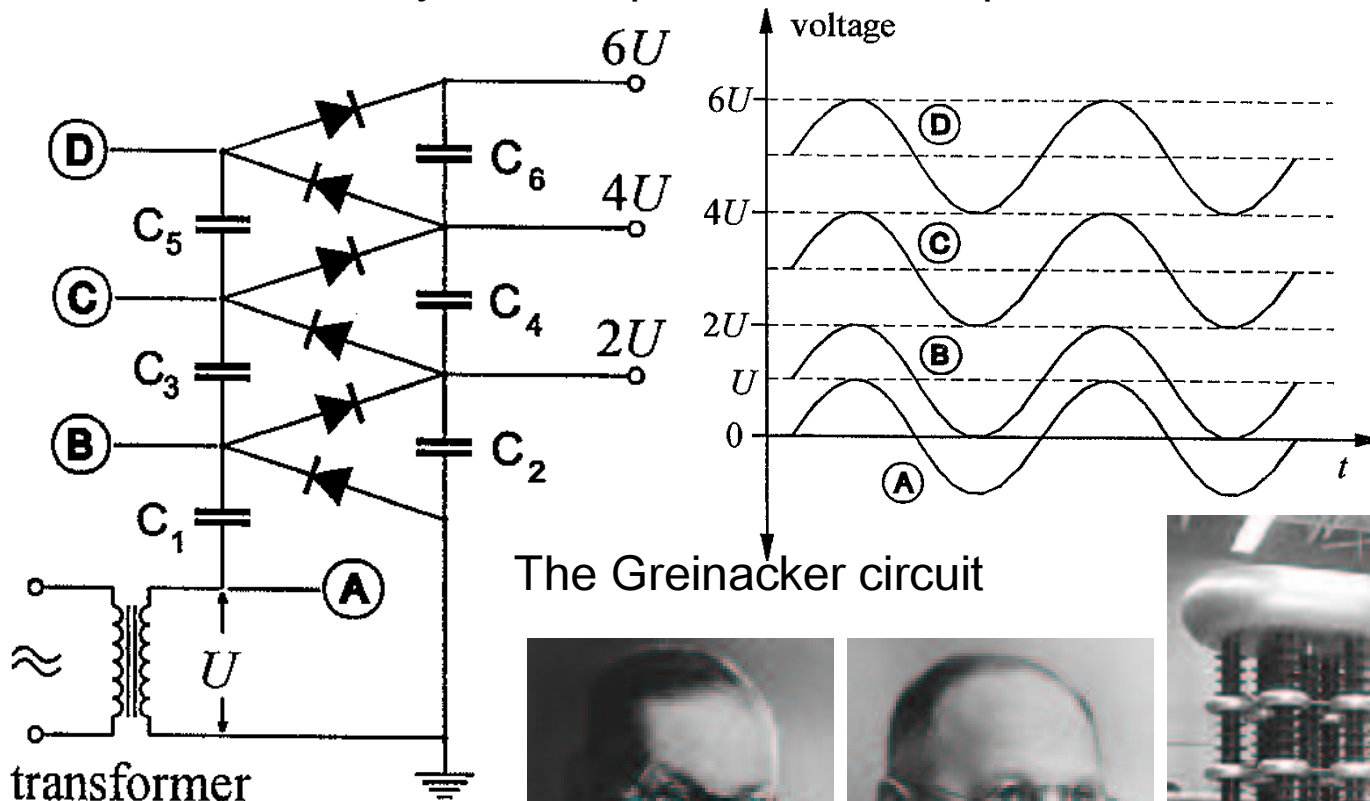 6U
voltage
6U
D
D
C₆
4U
C₅
4U
C
C
C₄
2U
2U
C₃
B
U
B
C₂
0
t
A
C₁
The Greinacker circuit
A
U
transformer